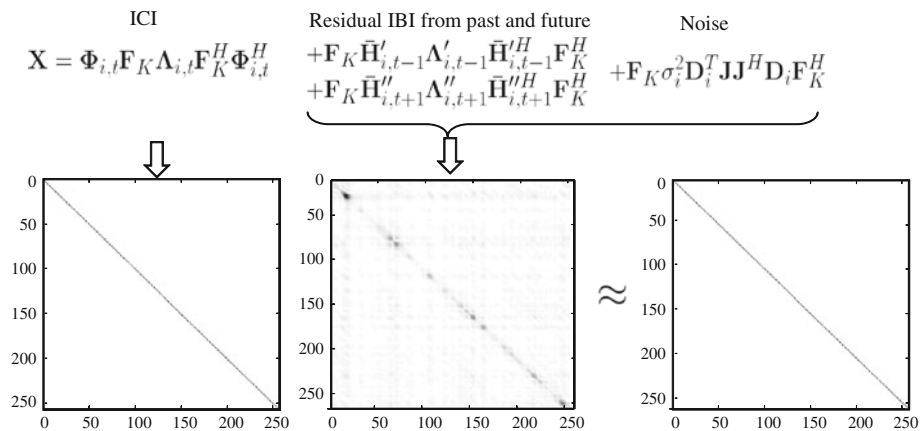 ICI
Residual IBI from past and future
Noise
X = Φ_{i,t}F_KΛ_{i,t}F_K^HΦ_{i,t}^H
+F_K H̄'_{i,t−1}Λ'_{i,t−1}H̄'^H_{i,t−1}F_K^H
+F_K H̄''_{i,t+1}Λ''_{i,t+1}H̄''^H_{i,t+1}F_K^H
+F_Kσ_i^2D_i^TJJ^HD_iF_K^H
0
50
100
150
200
250
0 50 100 150 200 250
0
50
100
150
200
250
0 50 100 150 200 250
≈
0
50
100
150
200
250
0 50 100 150 200 250